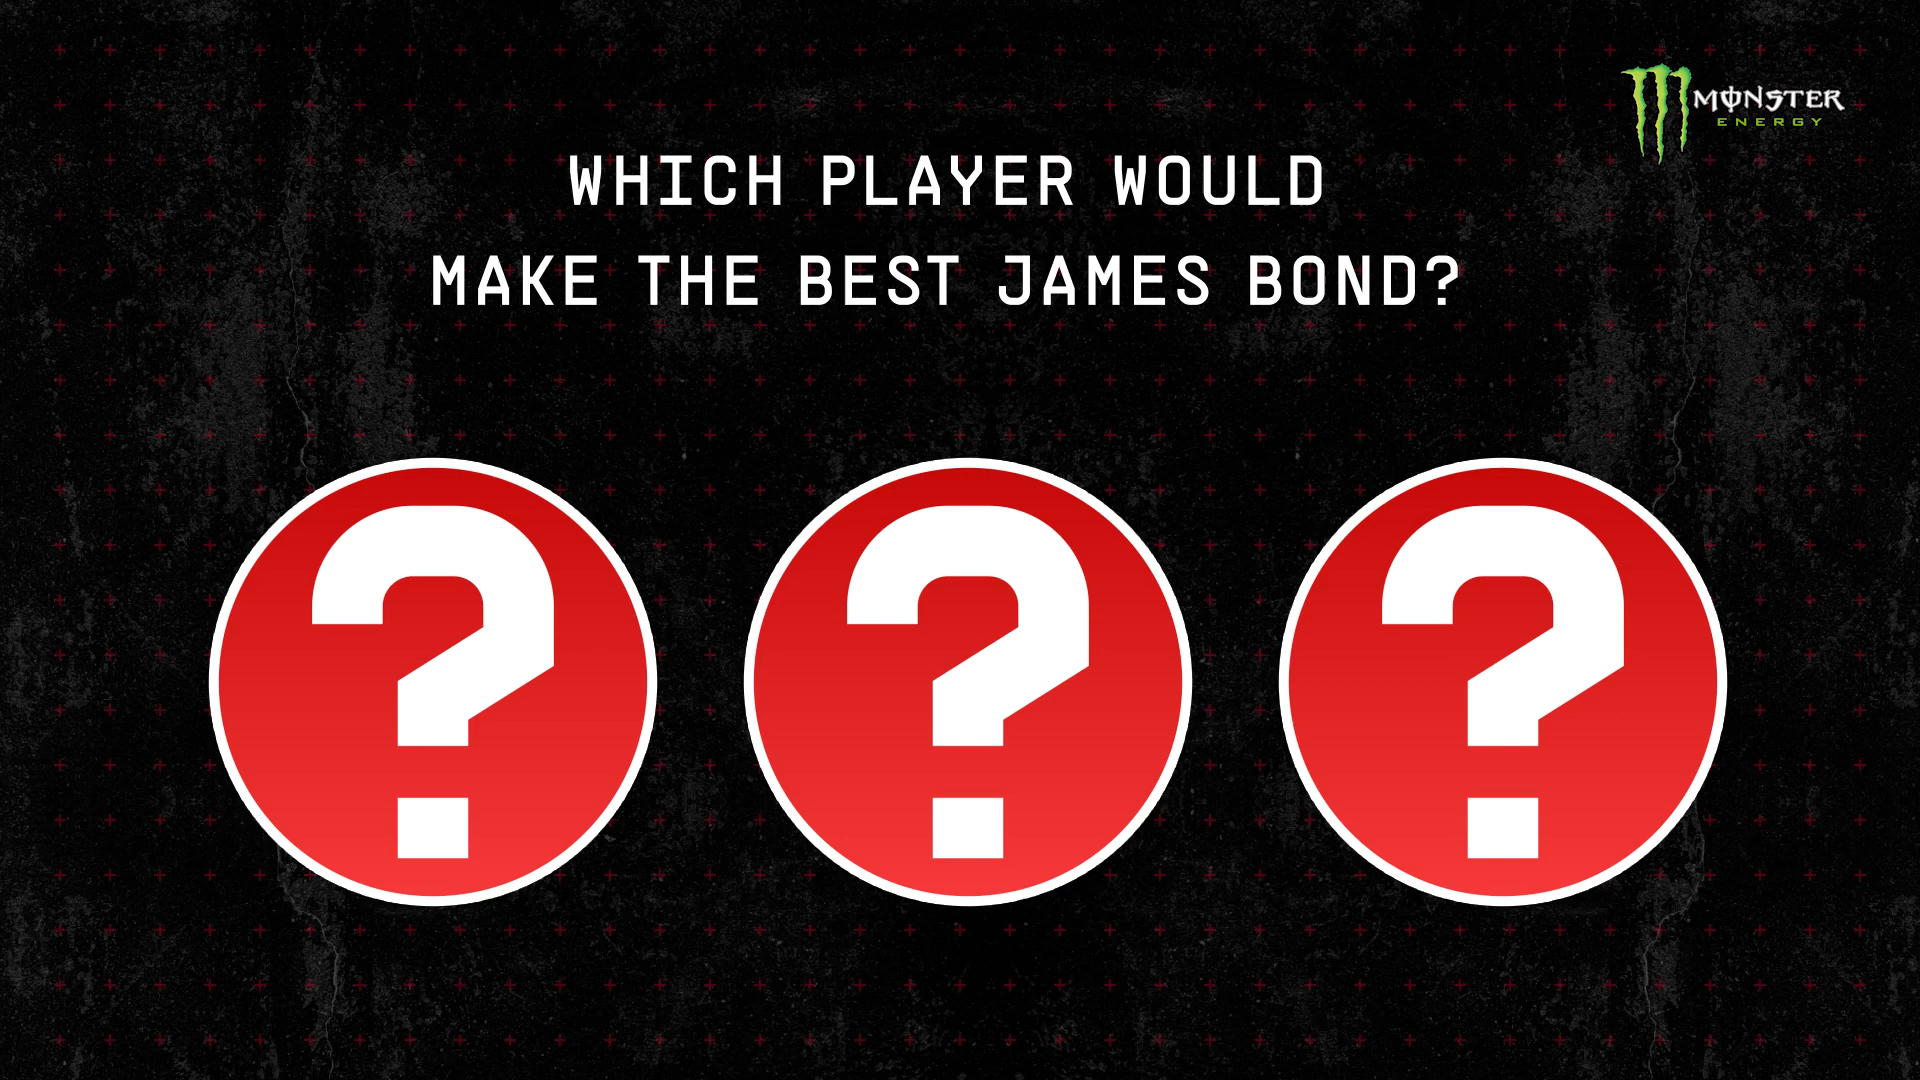 MONSTER
ENERGY
WHICH PLAYER WOULD
MAKE THE BEST JAMES BOND?
?
?
?